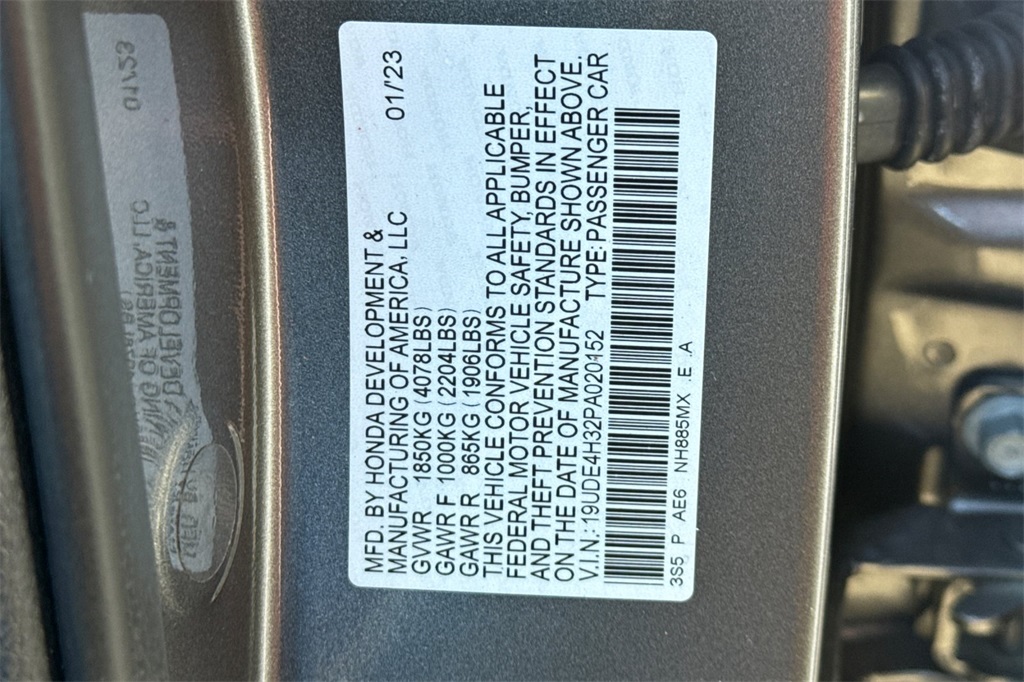 MFD. BY HONDA DEVELOPMENT &
MANUFACTURING OF AMERICA, LLC 01/'23
GVWR 1850KG (4078LBS)
GAWR F 1000KG (2204LBS)
GAWR R 865KG (1906LBS)
THIS VEHICLE CONFORMS TO ALL APPLICABLE
FEDERAL MOTOR VEHICLE SAFETY, BUMPER,
AND THEFT PREVENTION STANDARDS IN EFFECT
ON THE DATE OF MANUFACTURE SHOWN ABOVE.
V.I.N.:19UDE4H32PA020152 TYPE:PASSENGER CAR
3S5 P AE6 NH885MX .E .A